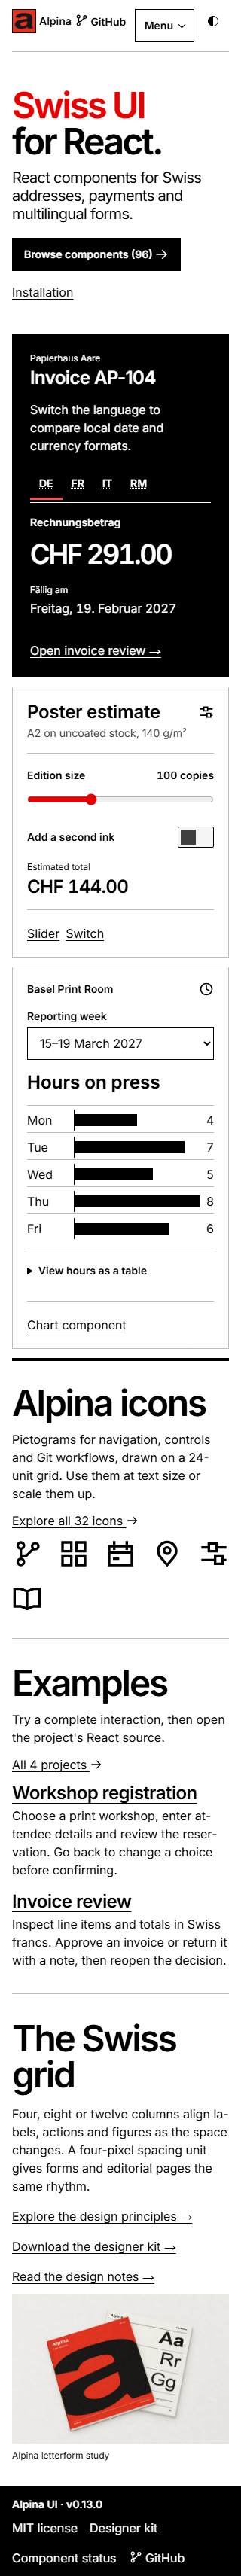 a Alpina GitHub Menu
Swiss UI
for React.
React components for Swiss
addresses, payments and
multilingual forms.
Browse components (96) →
Installation
Papierhaus Aare
Invoice AP-104
Switch the language to
compare local date and
currency formats.
DE FR IT RM
Rechnungsbetrag
CHF 291.00
Fällig am
Freitag, 19. Februar 2027
Open invoice review →
Poster estimate
A2 on uncoated stock, 140 g/m²
Edition size 100 copies
Add a second ink
Estimated total
CHF 144.00
Slider Switch
Basel Print Room
Reporting week
15–19 March 2027
Hours on press
Mon 4
Tue 7
Wed 5
Thu 8
Fri 6
View hours as a table
Chart component
Alpina icons
Pictograms for navigation, controls
and Git workflows, drawn on a 24-
unit grid. Use them at text size or
scale them up.
Explore all 32 icons →
Examples
Try a complete interaction, then open
the project's React source.
All 4 projects →
Workshop registration
Choose a print workshop, enter at-
tendee details and review the reser-
vation. Go back to change a choice
before confirming.
Invoice review
Inspect line items and totals in Swiss
francs. Approve an invoice or return it
with a note, then reopen the decision.
The Swiss
grid
Four, eight or twelve columns align la-
bels, actions and figures as the space
changes. A four-pixel spacing unit
gives forms and editorial pages the
same rhythm.
Explore the design principles →
Download the designer kit →
Read the design notes →
Alpina
a
Aa
Rr
Alpina letterform study
Alpina UI · v0.13.0
MIT license Designer kit
Component status GitHub